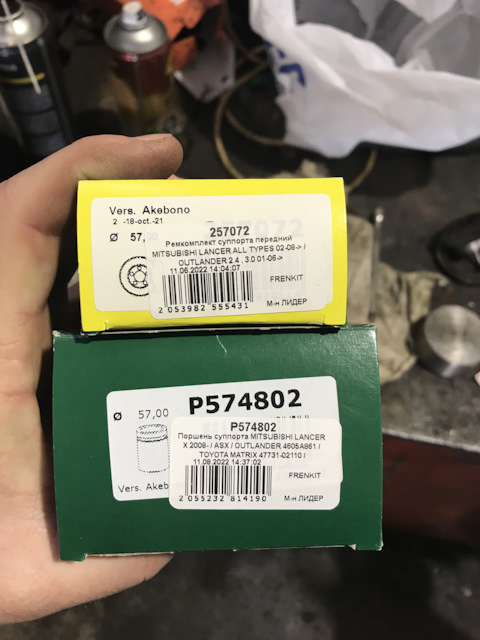 Vers. Akebono
2 -18-oct.-21
Ø 57,
257072
Ремкомплект суппорта передний
MITSUBISHI LANCER ALL TYPES 02-08-> /
OUTLANDER 2.4 , 3.0 01-06->
11.06.2022 14:04:07
FRENKIT
2 053982 555431
М-н ЛИДЕР
Ø 57,00
P574802
P574802
Поршень суппорта MITSUBISHI LANCER
X 2008- / ASX / OUTLANDER 4605A861 /
TOYOTA MATRIX 47731-02110 /
11.08.2022 14:37:02
FRENKIT
Vers. Akeb
2 055232 814190
М-н ЛИДЕР